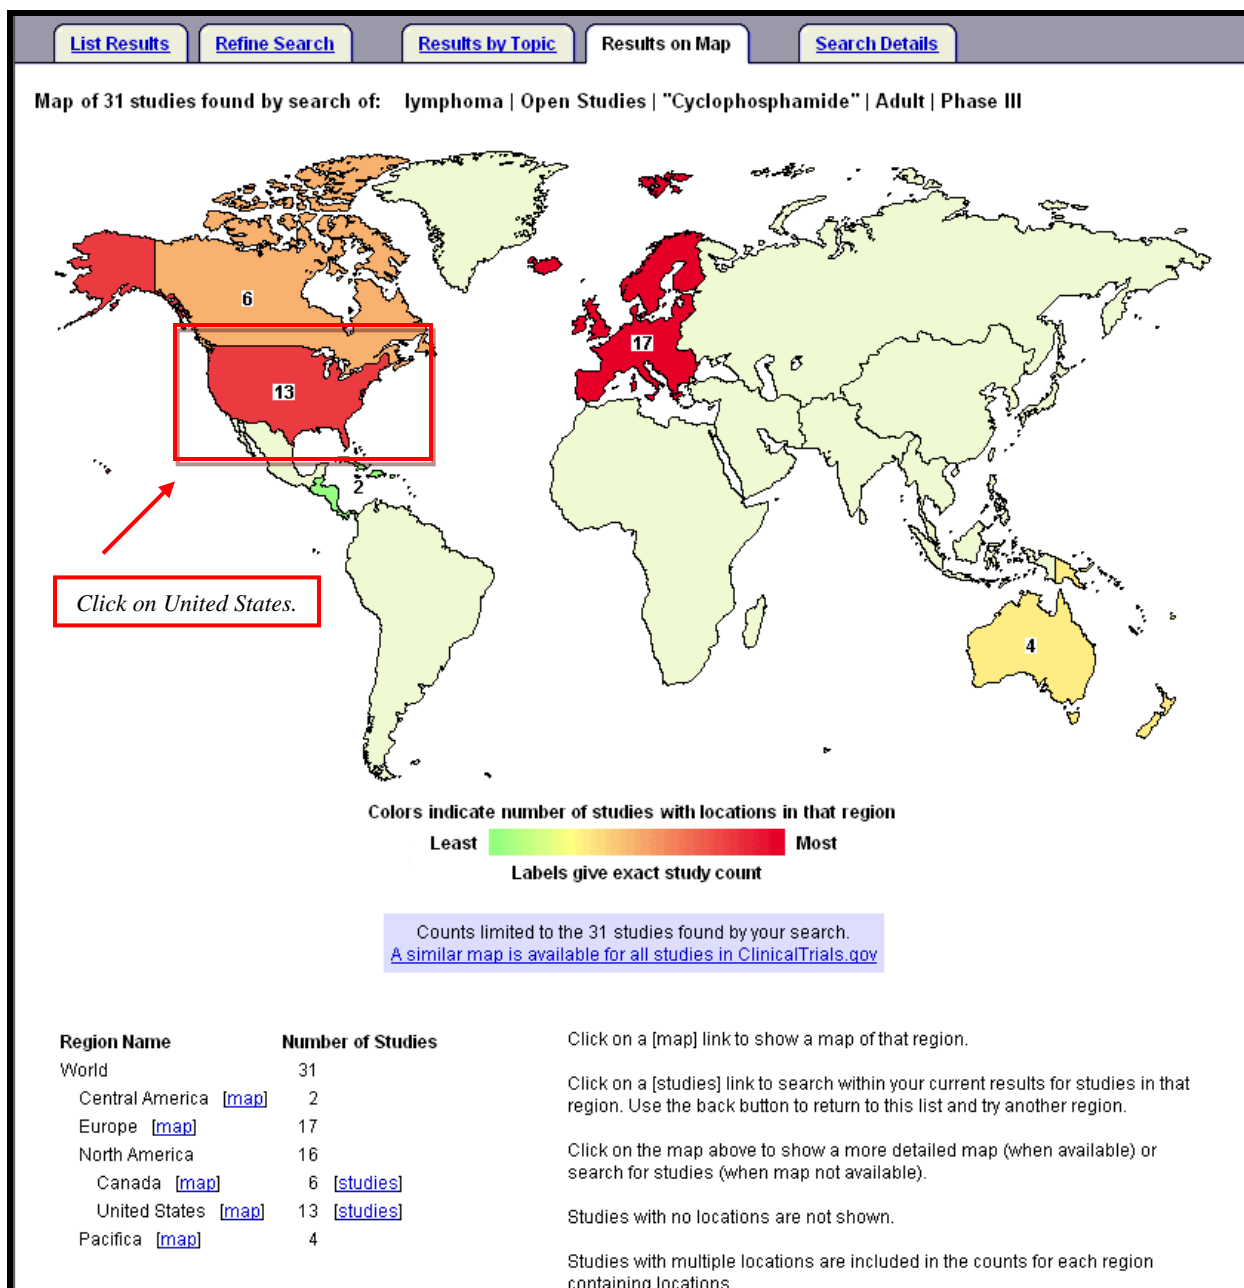 List Results Refine Search Results by Topic Results on Map Search Details
Map of 31 studies found by search of: lymphoma | Open Studies | "Cyclophosphamide" | Adult | Phase III
6
17
13
2
Click on United States.
4
Colors indicate number of studies with locations in that region
Least Most
Labels give exact study count
Counts limited to the 31 studies found by your search.
A similar map is available for all studies in ClinicalTrials.gov
Region Name Number of Studies
World 31
Central America [map] 2
Europe [map] 17
North America 16
Canada [map] 6 [studies]
United States [map] 13 [studies]
Pacifica [map] 4
Click on a [map] link to show a map of that region.
Click on a [studies] link to search within your current results for studies in that
region. Use the back button to return to this list and try another region.
Click on the map above to show a more detailed map (when available) or
search for studies (when map not available).
Studies with no locations are not shown.
Studies with multiple locations are included in the counts for each region
containing locations